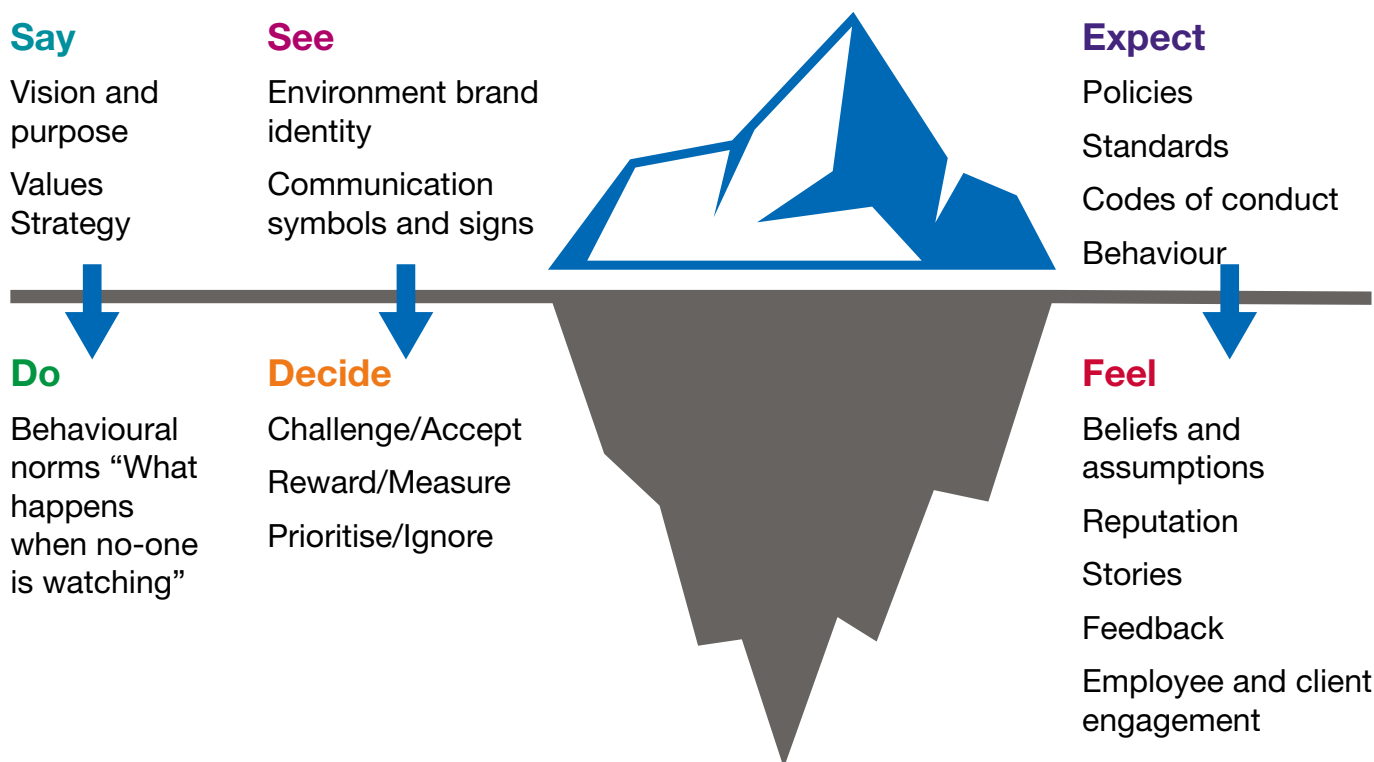 Say
Vision and
purpose
Values
Strategy
See
Environment brand
identity
Communication
symbols and signs
Expect
Policies
Standards
Codes of conduct
Behaviour
Do
Behavioural
norms “What
happens
when no-one
is watching”
Decide
Challenge/Accept
Reward/Measure
Prioritise/Ignore
Feel
Beliefs and
assumptions
Reputation
Stories
Feedback
Employee and client
engagement